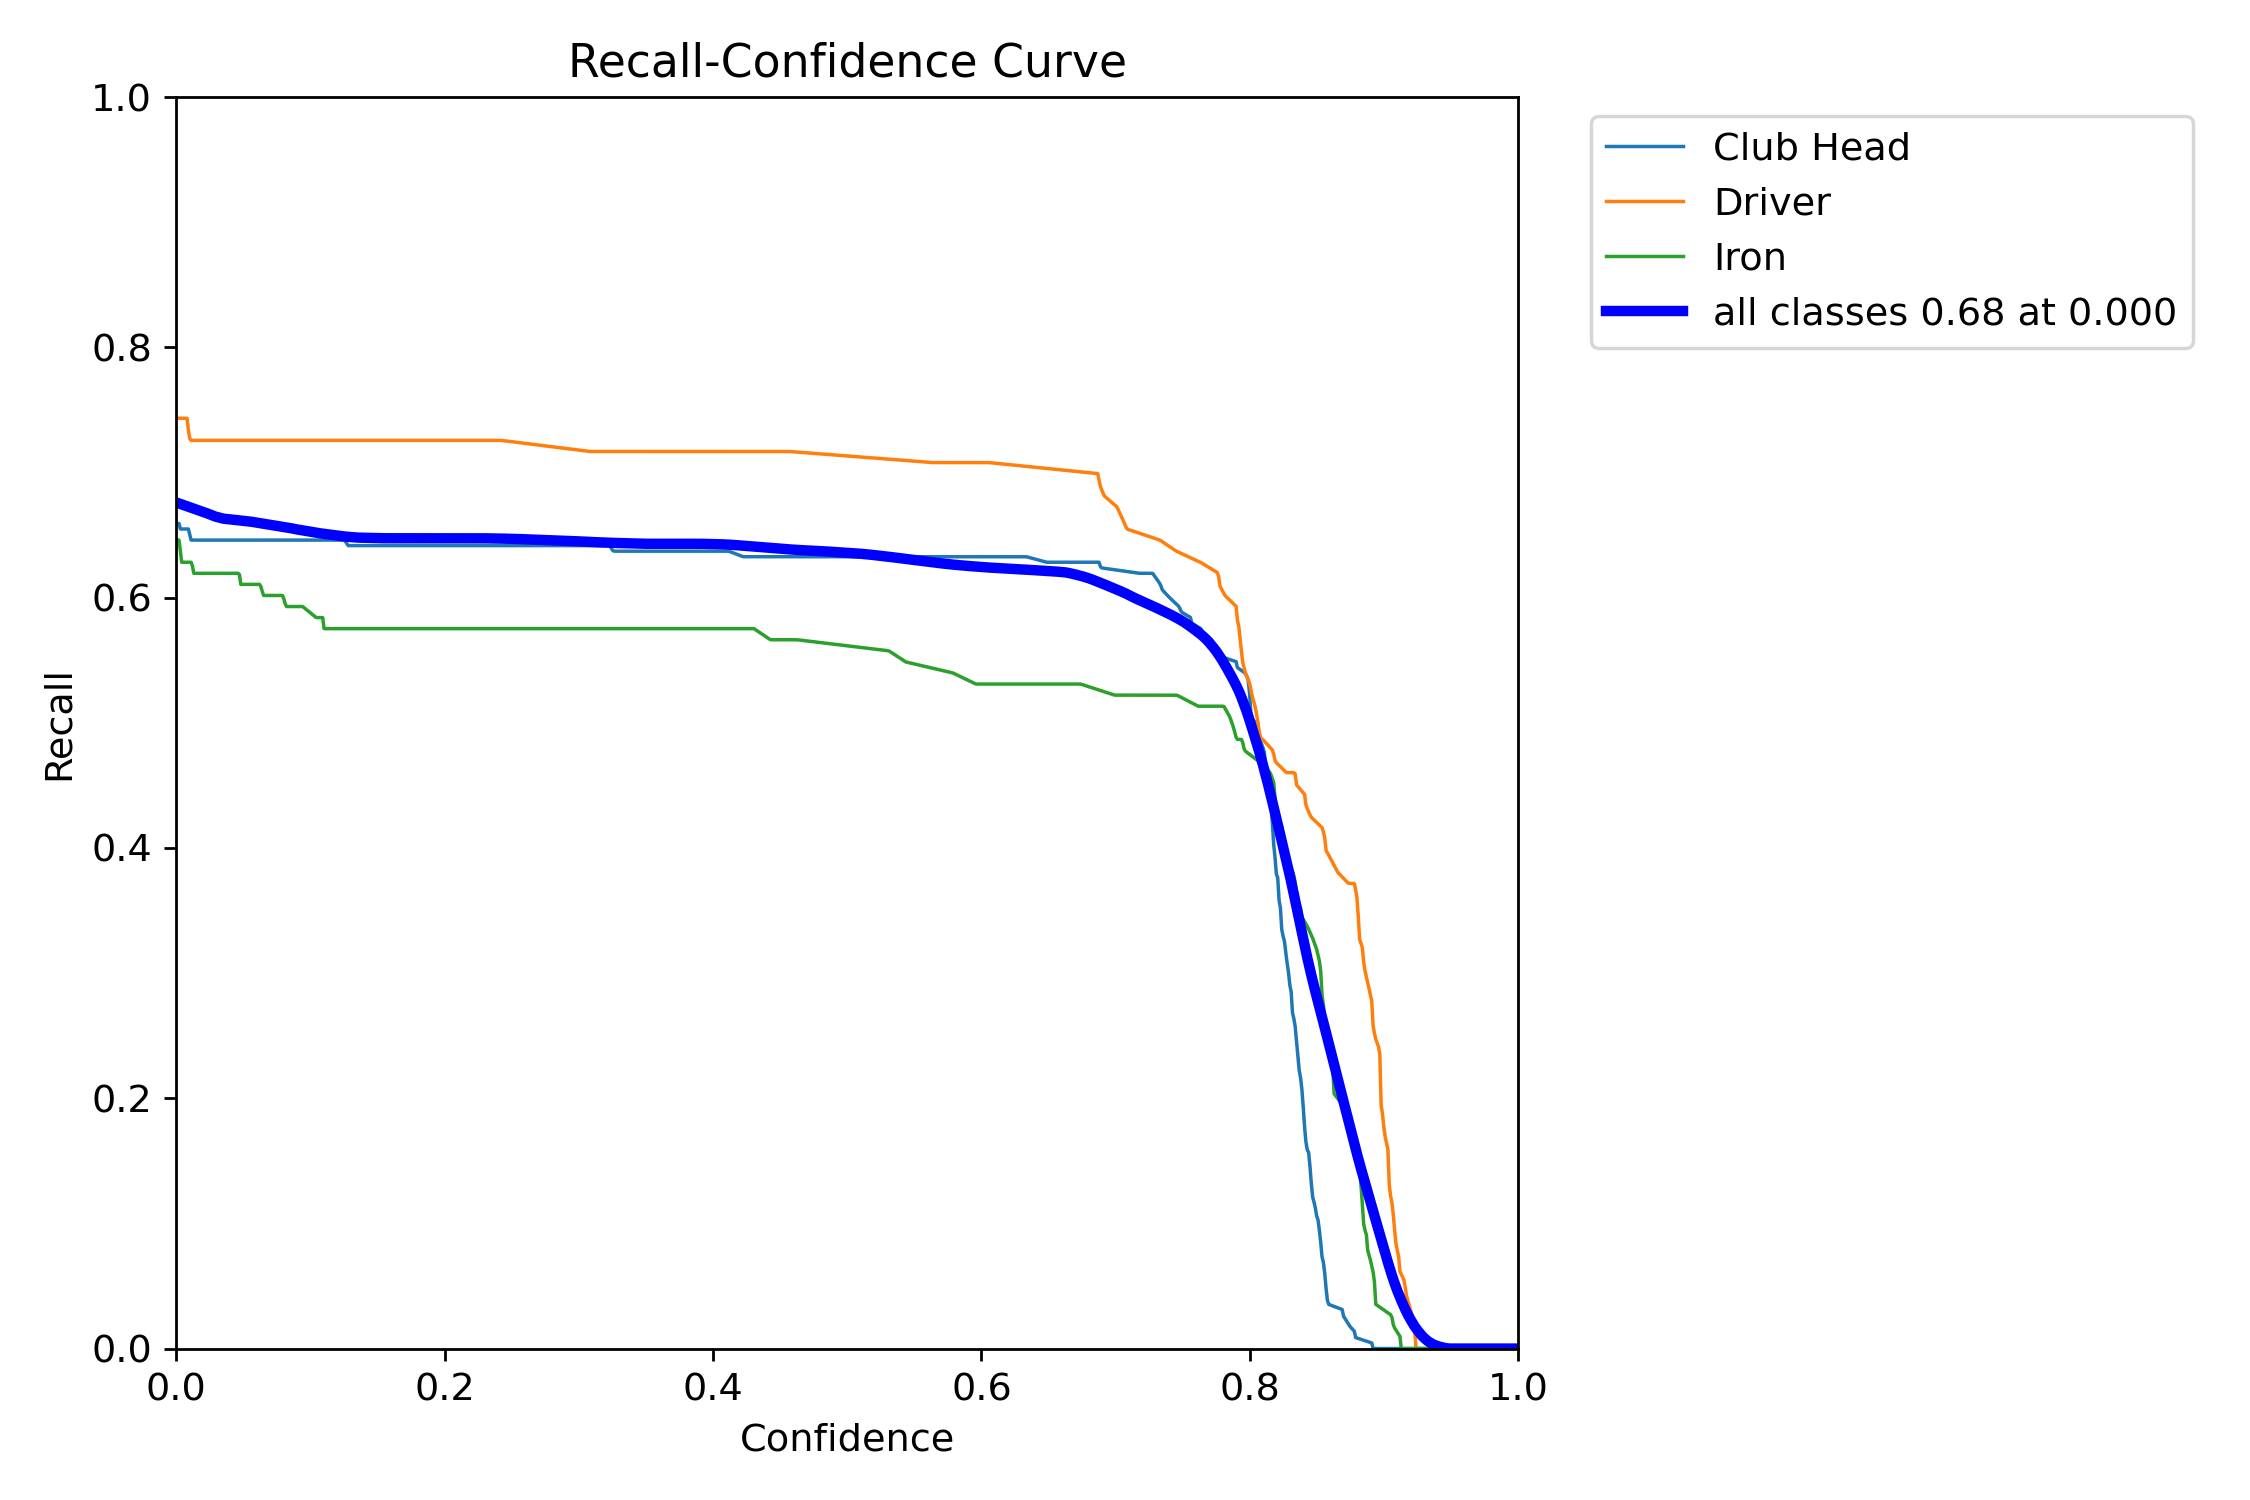 Recall-Confidence Curve
1.0
0.8
0.6
0.4
0.2
0.0
Recall
0.0 0.2 0.4 0.6 0.8 1.0
Confidence
Club Head
Driver
Iron
all classes 0.68 at 0.000